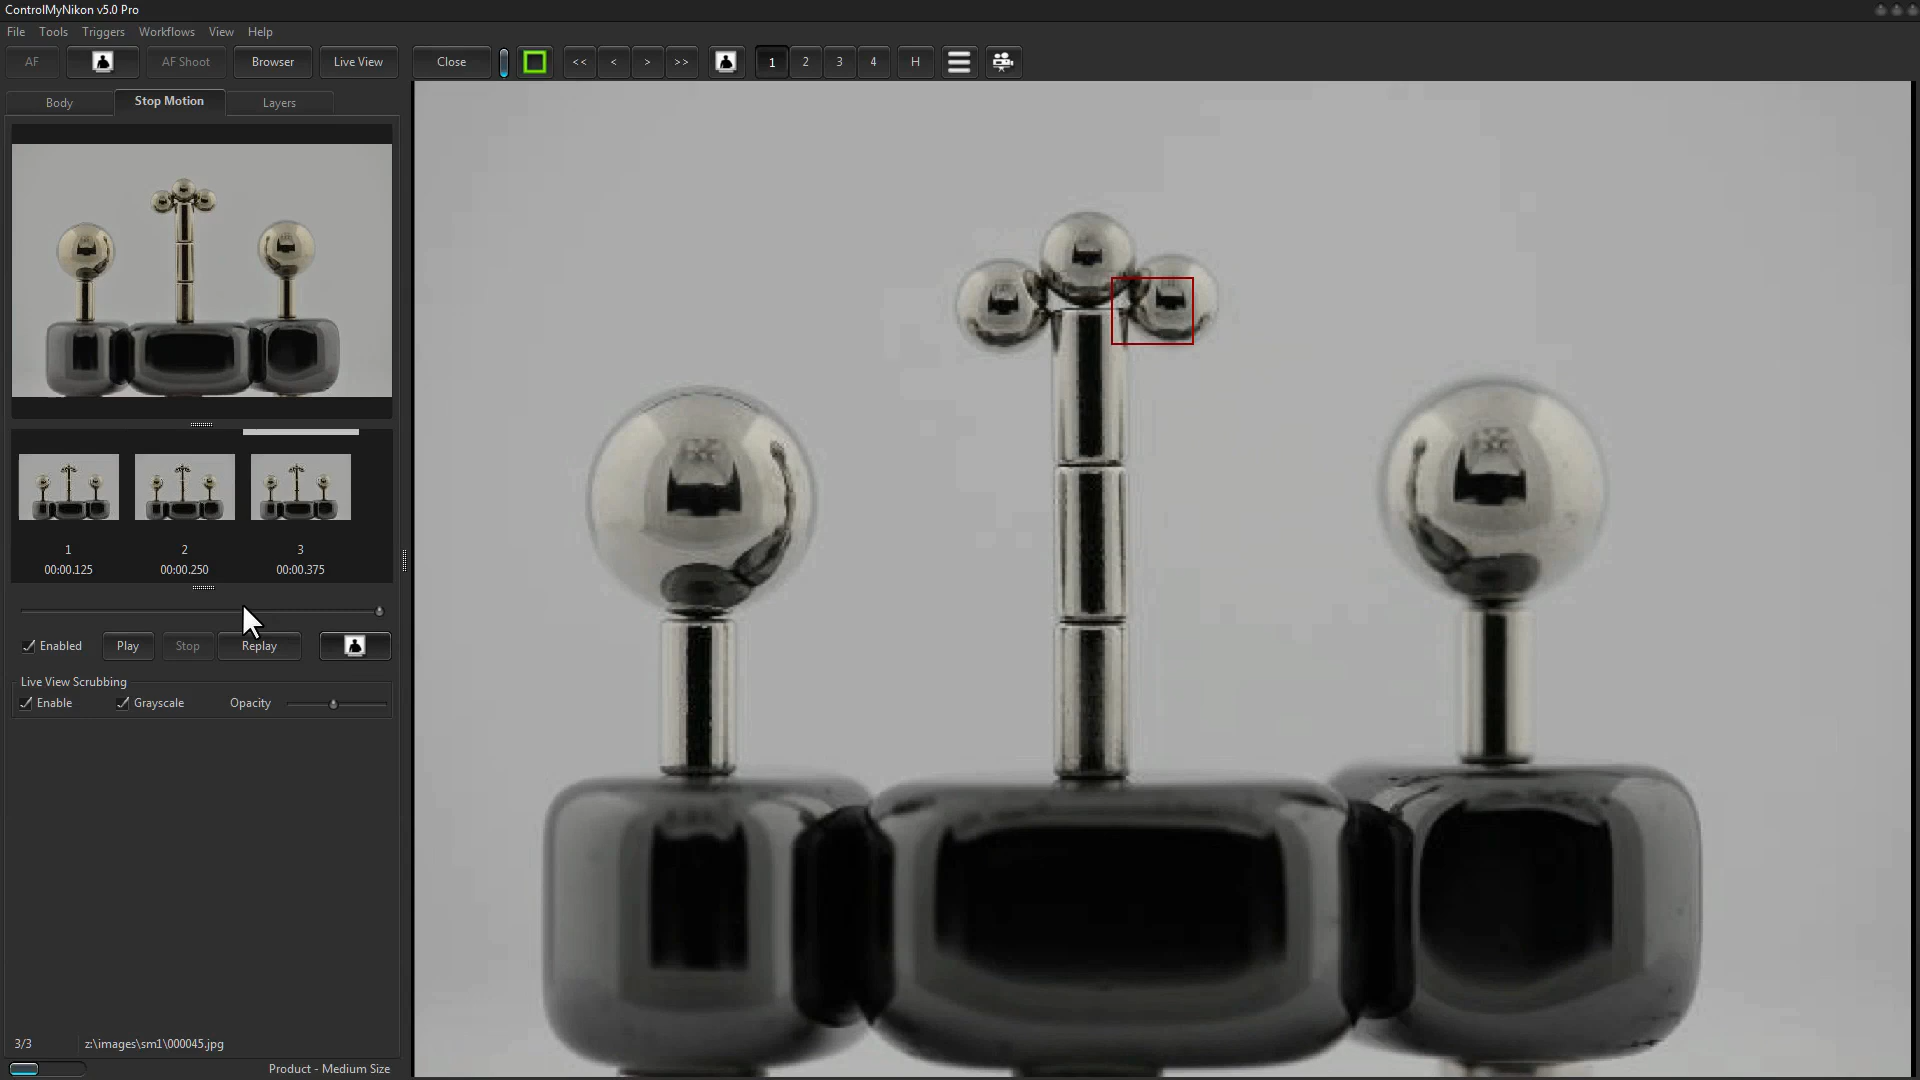 ControlMyNikon v5.0 Pro
File Tools Triggers Workflows View Help
AF AF Shoot Browser Live View Close << < > >> 1 2 3 4 H
Body Stop Motion Layers
1 2 3
00:00.125 00:00.250 00:00.375
Enabled Play Stop Replay
Live View Scrubbing
Enable Grayscale Opacity
3/3 z:\images\sm1\000045.jpg
Product - Medium Size